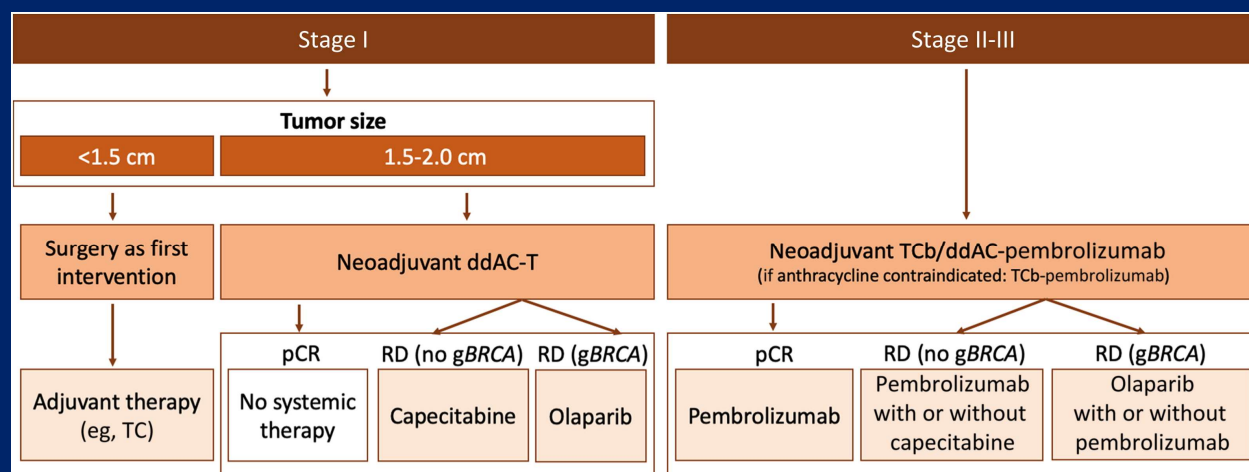 Stage I
Stage II-III
Tumor size
<1.5 cm
1.5-2.0 cm
Surgery as first
intervention
Neoadjuvant ddAC-T
Neoadjuvant TCb/ddAC-pembrolizumab
(if anthracycline contraindicated: TCb-pembrolizumab)
pCR
RD (no gBRCA)
RD (gBRCA)
pCR
RD (no gBRCA)
RD (gBRCA)
Adjuvant therapy
(eg, TC)
No systemic
therapy
Capecitabine
Olaparib
Pembrolizumab
Pembrolizumab
with or without
capecitabine
Olaparib
with or without
pembrolizumab